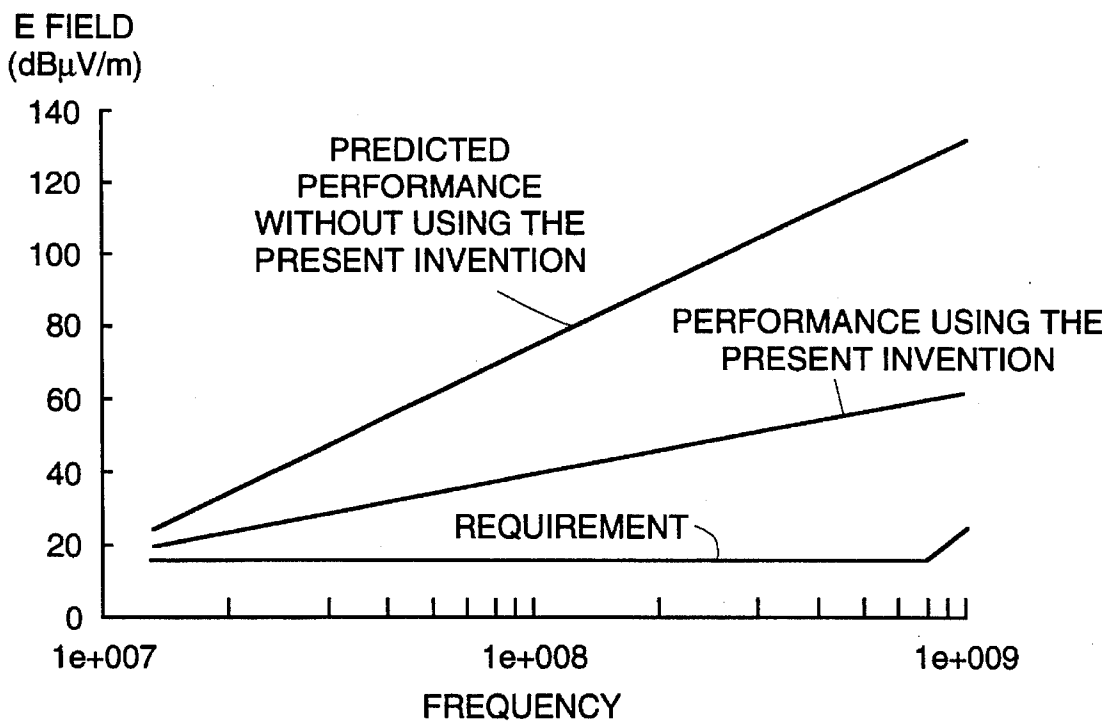 E FIELD
(dBµV/m)
140
120
100
80
60
40
20
0
PREDICTED
PERFORMANCE
WITHOUT USING THE
PRESENT INVENTION
PERFORMANCE USING THE
PRESENT INVENTION
REQUIREMENT
1e+007
1e+008
1e+009
FREQUENCY